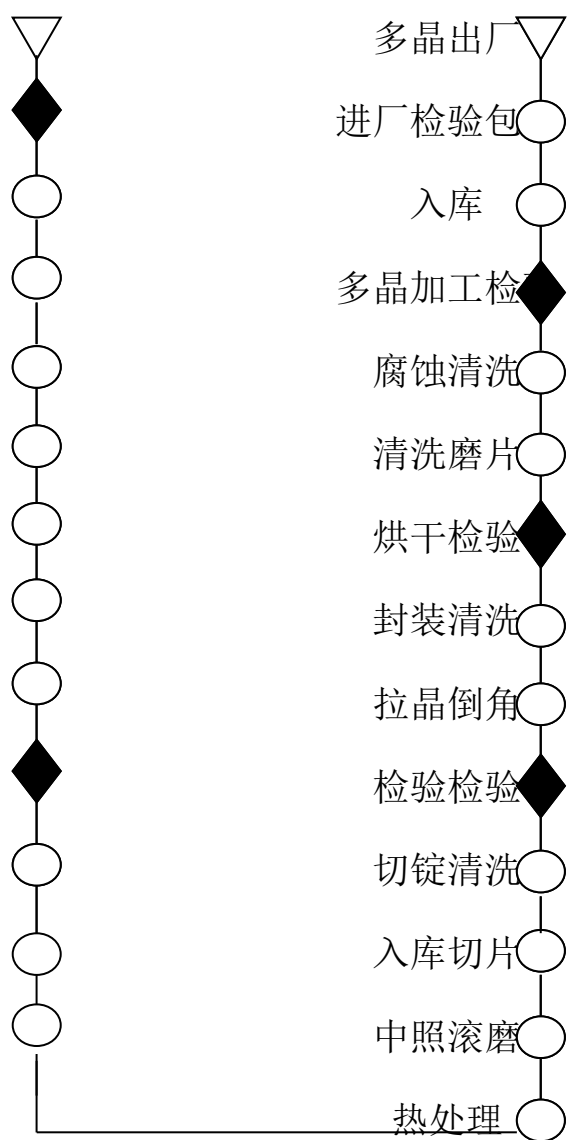 多晶出厂
进厂检验包
入库
多晶加工检
腐蚀清洗
清洗磨片
烘干检验
封装清洗
拉晶倒角
检验检验
切锭清洗
入库切片
中照滚磨
热处理